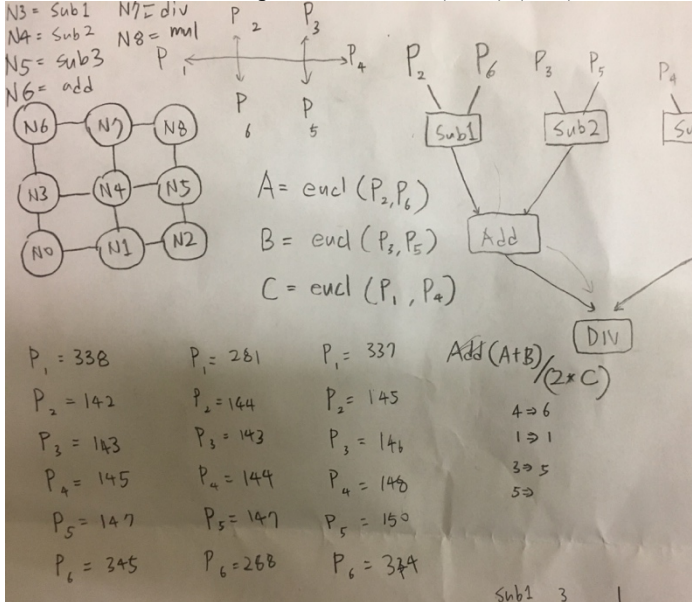 N3 = Sub1 N7 = div
N4 = Sub2 N8 = mul
N5 = sub3
N6 = add
P2 P3
P1 P4
P6 P5
P2 P6 P3 P5 P4
Sub1 Sub2 Su
N6 N7 N8
N3 N4 N5
N0 N1 N2
A = eucl (P2, P6)
B = eucl (P3, P5)
C = eucl (P1, P4)
Add
DIV
Add (A+B)/(2*C)
4⇒6
1⇒1
3⇒5
5⇒
P1 = 338 P1 = 281 P1 = 337
P2 = 142 P2 = 144 P2 = 145
P3 = 143 P3 = 143 P3 = 146
P4 = 145 P4 = 144 P4 = 148
P5 = 147 P5 = 147 P5 = 150
P6 = 345 P6 = 268 P6 =
Sub1 3 1